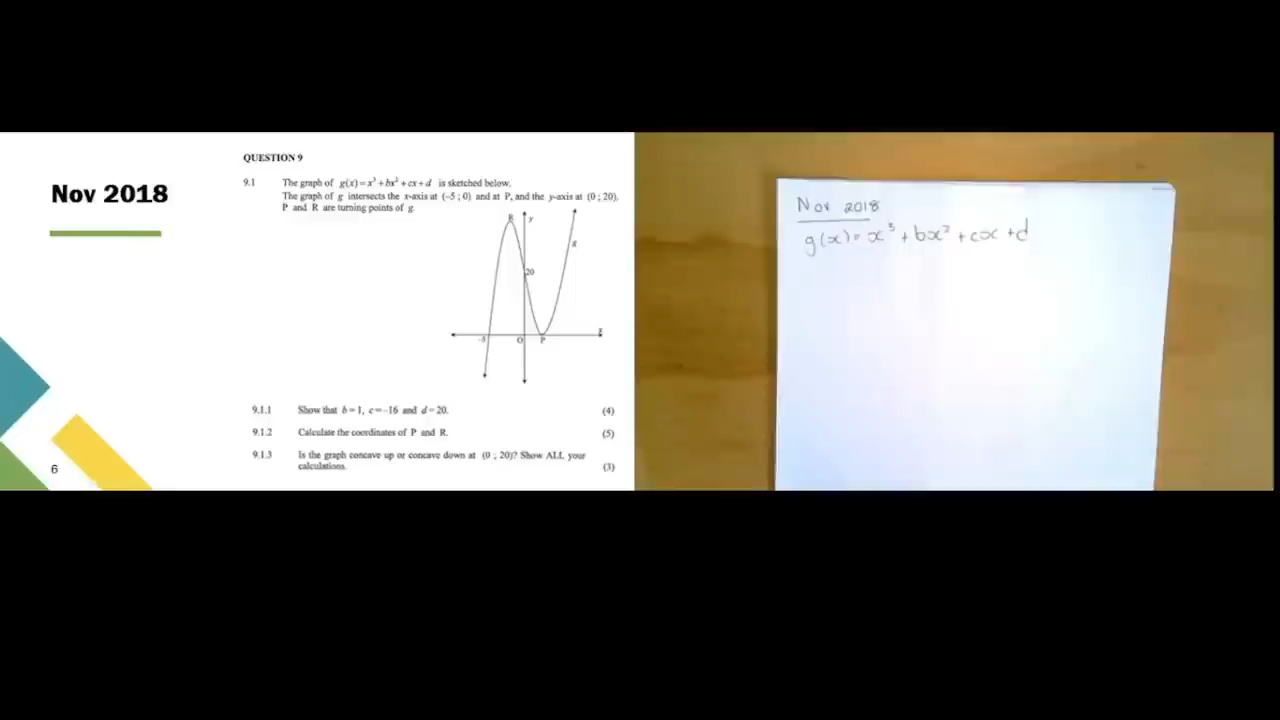 Nov 2018
QUESTION 9
9.1 The graph of g(x) = x³ + bx² + cx + d is sketched below.
The graph of g intersects the x-axis at (–5 ; 0) and at P, and the y-axis at (0 ; 20).
P and R are turning points of g.
R y
g
20
x
-5 O P
9.1.1 Show that b = 1, c = –16 and d = 20. (4)
9.1.2 Calculate the coordinates of P and R. (5)
9.1.3 Is the graph concave up or concave down at (0 ; 20)? Show ALL your
calculations. (3)
6
Nov 2018
g(x) = x³ + bx² + cx + d